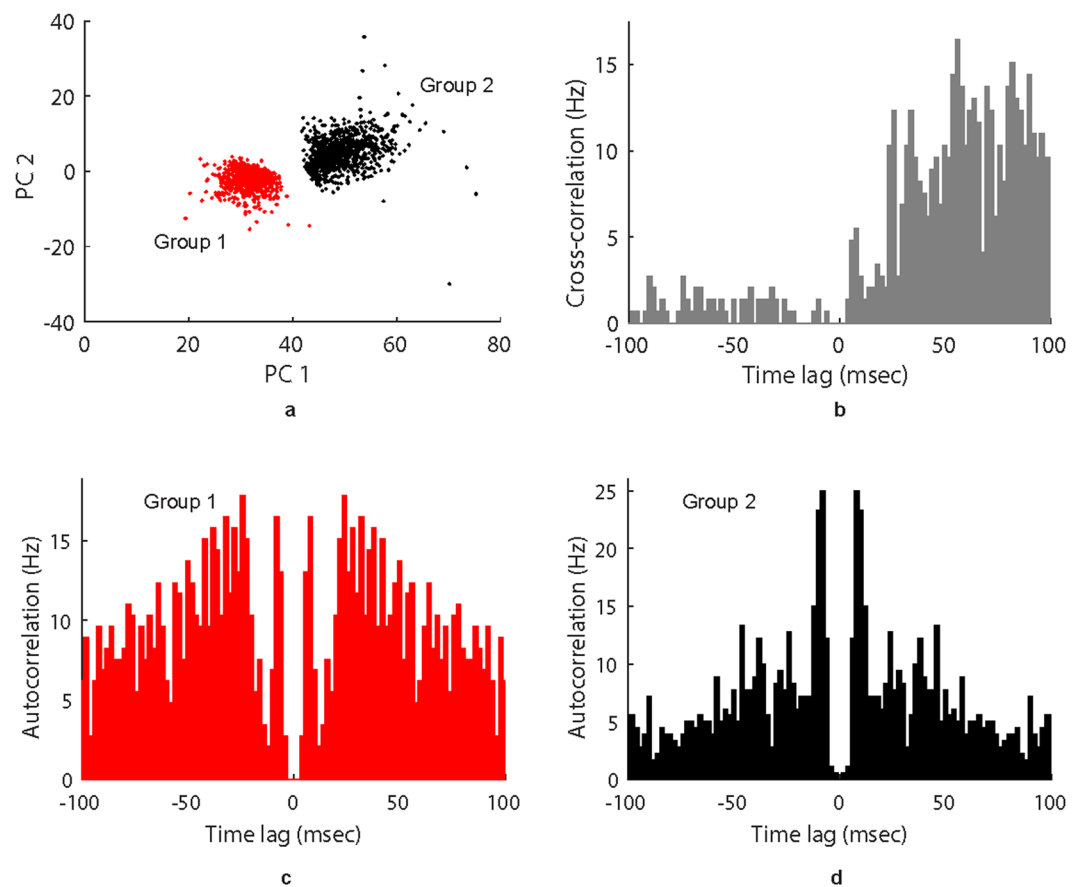 40
20
0
-20
-40
PC 2
Group 2
Group 1
0
20
40
60
80
PC 1
a
15
10
5
0
Cross-correlation (Hz)
-100
-50
0
50
100
Time lag (msec)
b
15
10
5
0
Autocorrelation (Hz)
Group 1
-100
-50
0
50
100
Time lag (msec)
c
25
20
15
10
5
0
Autocorrelation (Hz)
Group 2
-100
-50
0
50
100
Time lag (msec)
d